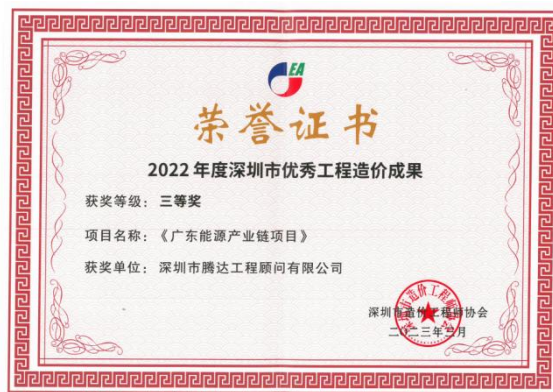 EA
荣誉证书
2022年度深圳市优秀工程造价成果
获奖等级：三等奖
项目名称：《广东能源产业链项目》
获奖单位：深圳市腾达工程顾问有限公司
深圳市造价工程师协会
二〇二三年三月